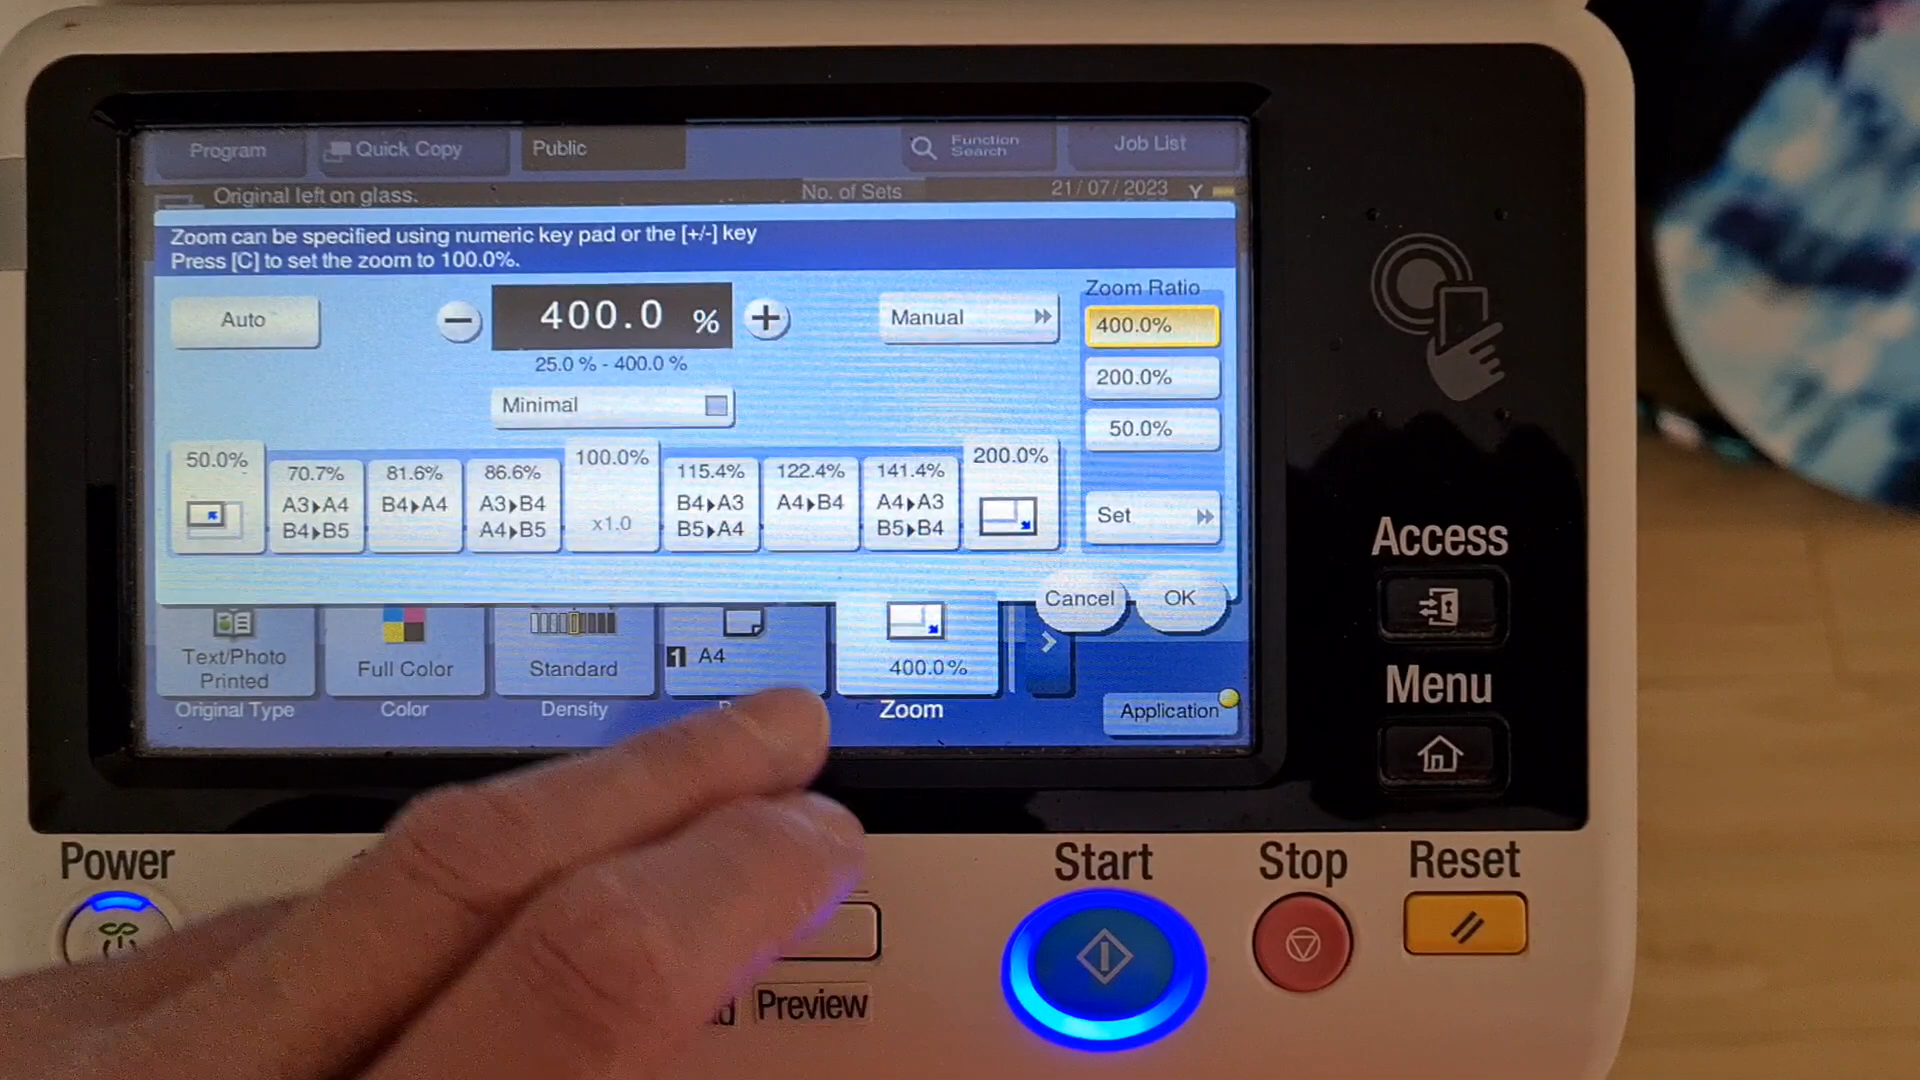 Program
Quick Copy
Public
Function Search
Job List
Original left on glass.
No. of Sets
21/07/2023
Y
Zoom can be specified using numeric key pad or the [+/-] key
Press [C] to set the zoom to 100.0%.
Auto
−
400.0 %
+
25.0 % - 400.0 %
Minimal
Manual
Zoom Ratio
400.0%
200.0%
50.0%
Set
50.0%
70.7%
A3▸A4
B4▸B5
81.6%
B4▸A4
86.6%
A3▸B4
A4▸B5
100.0%
x1.0
115.4%
B4▸A3
B5▸A4
122.4%
A4▸B4
141.4%
A4▸A3
B5▸B4
200.0%
Cancel
OK
Text/Photo
Printed
Full Color
Standard
1 A4
400.0%
Original Type
Color
Density
Zoom
Application
Access
Menu
Power
Start
Stop
Reset
Preview